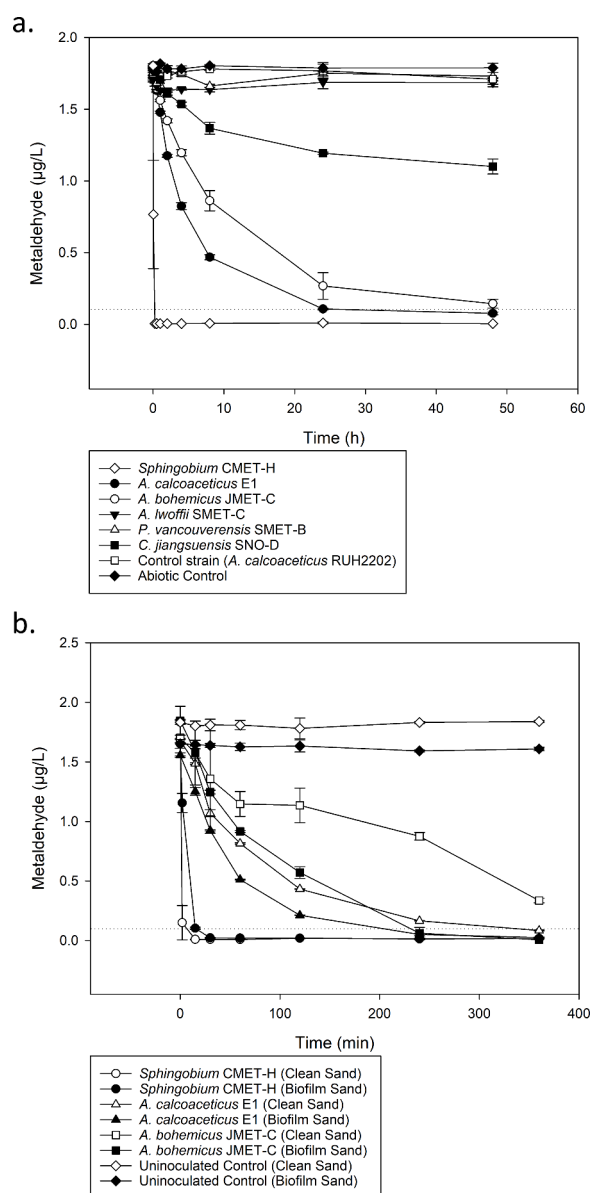 a.
2.0
1.5
1.0
0.5
0.0
Metaldehyde (µg/L)
0 10 20 30 40 50 60
Time (h)
Sphingobium CMET-H
A. calcoaceticus E1
A. bohemicus JMET-C
A. lwoffii SMET-C
P. vancouverensis SMET-B
C. jiangsuensis SNO-D
Control strain (A. calcoaceticus RUH2202)
Abiotic Control
b.
2.5
2.0
1.5
1.0
0.5
0.0
Metaldehyde (µg/L)
0 100 200 300 400
Time (min)
Sphingobium CMET-H (Clean Sand)
Sphingobium CMET-H (Biofilm Sand)
A. calcoaceticus E1 (Clean Sand)
A. calcoaceticus E1 (Biofilm Sand)
A. bohemicus JMET-C (Clean Sand)
A. bohemicus JMET-C (Biofilm Sand)
Uninoculated Control (Clean Sand)
Uninoculated Control (Biofilm Sand)